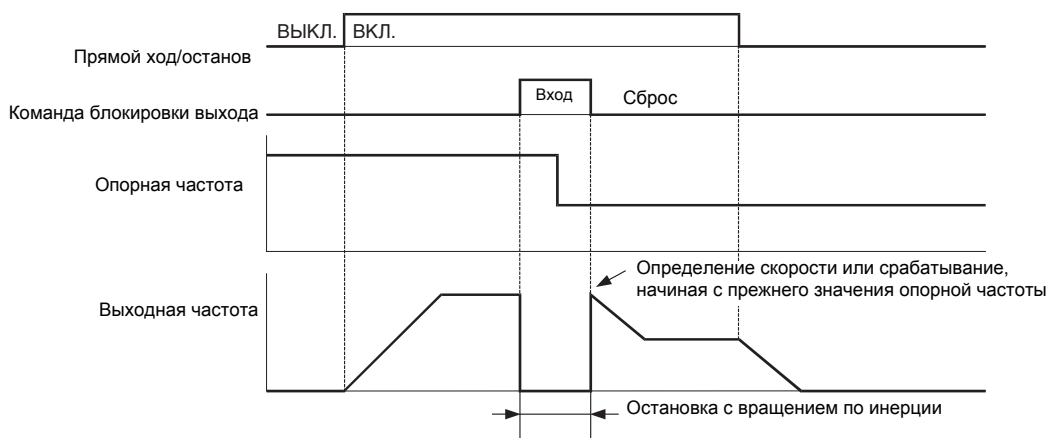 ВЫКЛ. ВКЛ.
Прямой ход/останов
Вход
Сброс
Команда блокировки выхода
Опорная частота
Определение скорости или срабатывание,
начиная с прежнего значения опорной частоты
Выходная частота
Остановка с вращением по инерции